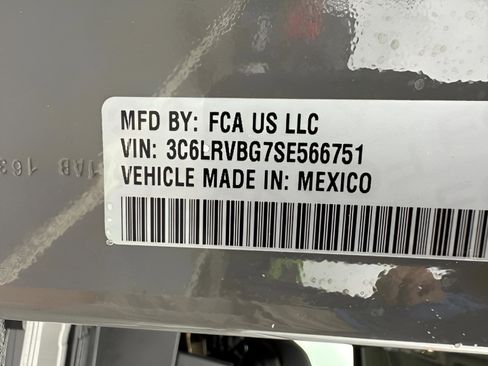 MFD BY: FCA US LLC
VIN: 3C6LRVBG7SE566751
VEHICLE MADE IN: MEXICO